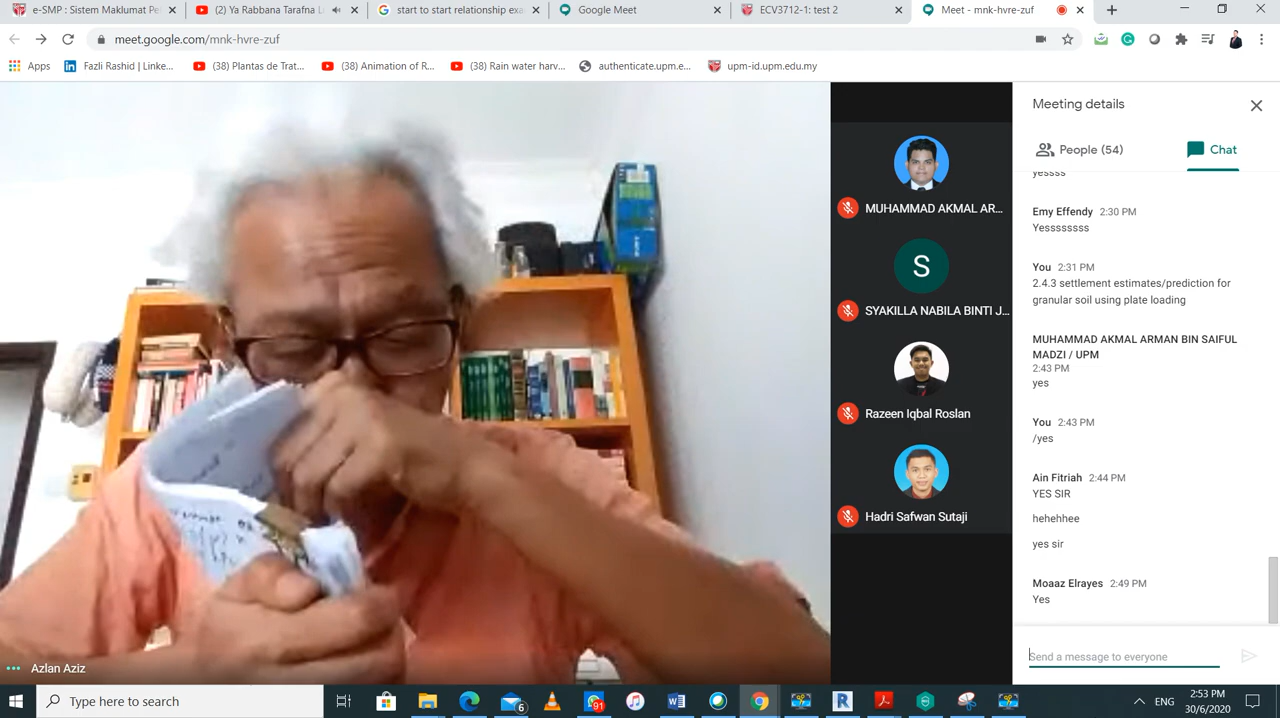 e-SMP : Sistem Maklumat Pel
(2) Ya Rabbana Tarafna Li
start to start relationship exa
Google Meet
ECV3712-1: test 2
Meet - mnk-hvre-zuf
meet.google.com/mnk-hvre-zuf
Apps
Fazli Rashid | Linke...
(38) Plantas de Trat...
(38) Animation of R...
(38) Rain water harv...
authenticate.upm.e...
upm-id.upm.edu.my
Meeting details
People (54)
Chat
yessss
Emy Effendy 2:30 PM
Yessssssss
You 2:31 PM
2.4.3 settlement estimates/prediction for
granular soil using plate loading
MUHAMMAD AKMAL ARMAN BIN SAIFUL
MADZI / UPM
2:43 PM
yes
You 2:43 PM
/yes
Ain Fitriah 2:44 PM
YES SIR
hehehhee
yes sir
Moaaz Elrayes 2:49 PM
Yes
Send a message to everyone
MUHAMMAD AKMAL AR...
S
SYAKILLA NABILA BINTI J...
Razeen Iqbal Roslan
Hadri Safwan Sutaji
Azlan Aziz
Type here to search
6
91
ENG
2:53 PM
30/6/2020